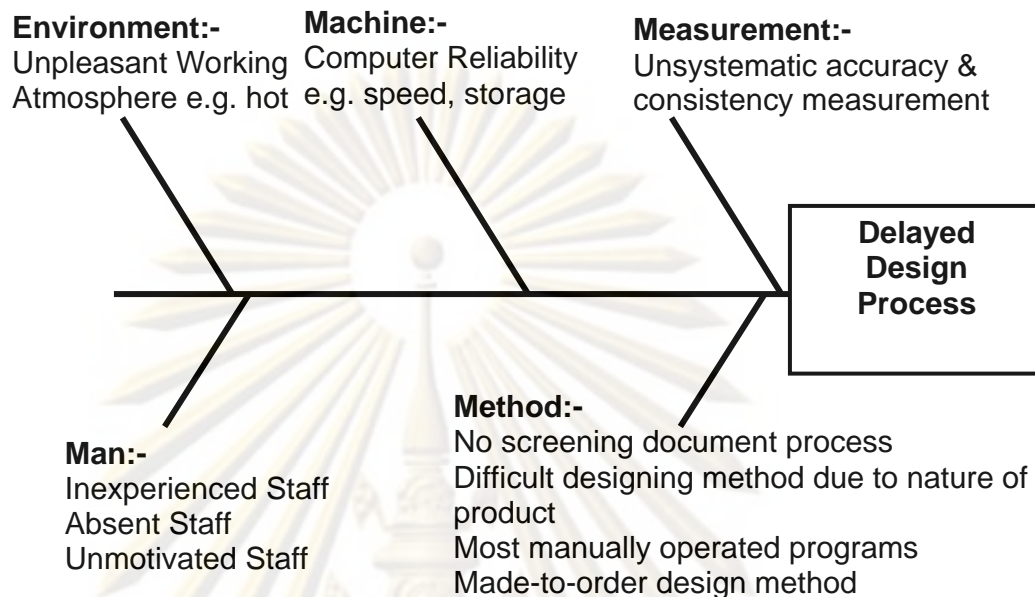 Environment:-
Unpleasant Working
Atmosphere e.g. hot
Machine:-
Computer Reliability
e.g. speed, storage
Measurement:-
Unsystematic accuracy &
consistency measurement
Delayed
Design
Process
Man:-
Inexperienced Staff
Absent Staff
Unmotivated Staff
Method:-
No screening document process
Difficult designing method due to nature of
product
Most manually operated programs
Made-to-order design method